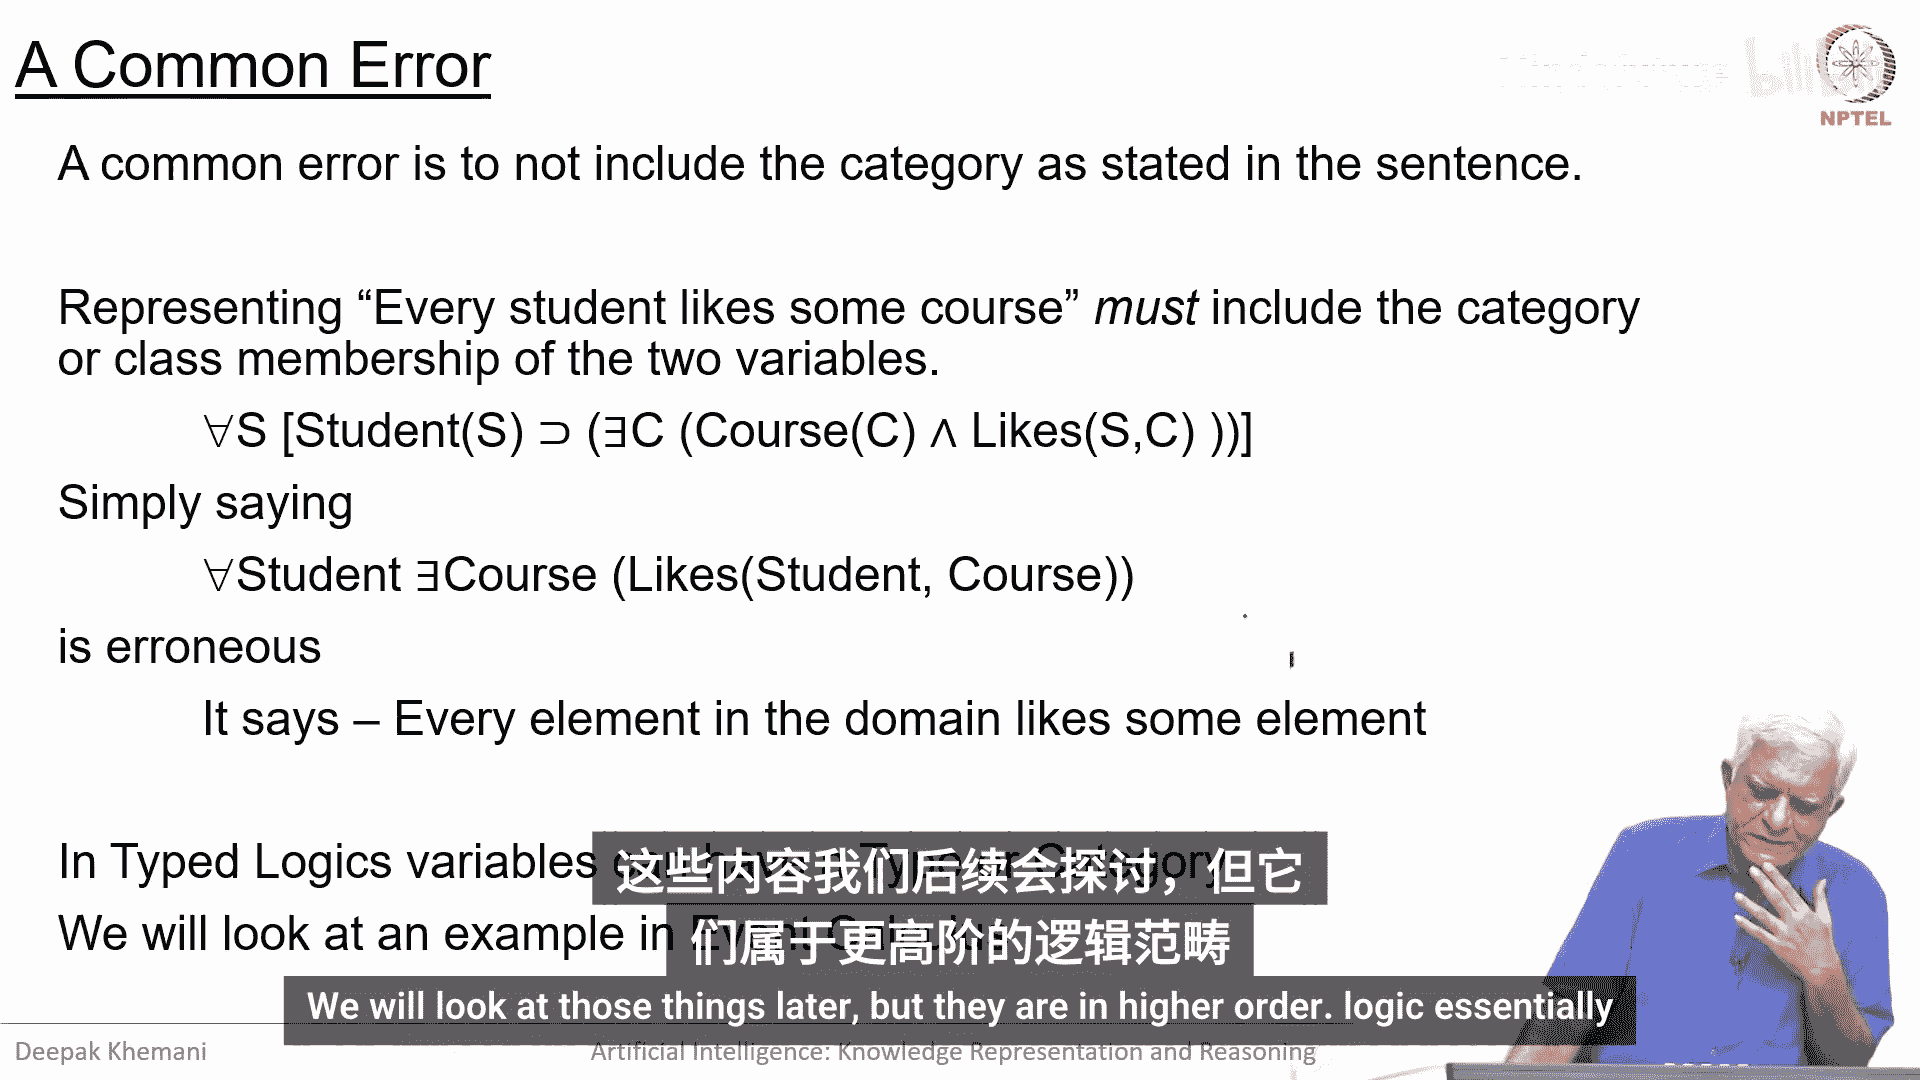 A Common Error
NPTEL
A common error is to not include the category as stated in the sentence.
Representing “Every student likes some course” must include the category
or class membership of the two variables.
∀S [Student(S) ⊃ (∃C (Course(C) ∧ Likes(S,C) ))]
Simply saying
∀Student ∃Course (Likes(Student, Course))
is erroneous
It says – Every element in the domain likes some element
In Typed Logics variables
这些内容我们后续会探讨，但它
We will look at an example in
们属于更高阶的逻辑范畴
We will look at those things later, but they are in higher order. logic essentially
Deepak Khemani
Artificial Intelligence: Knowledge Representation and Reasoning